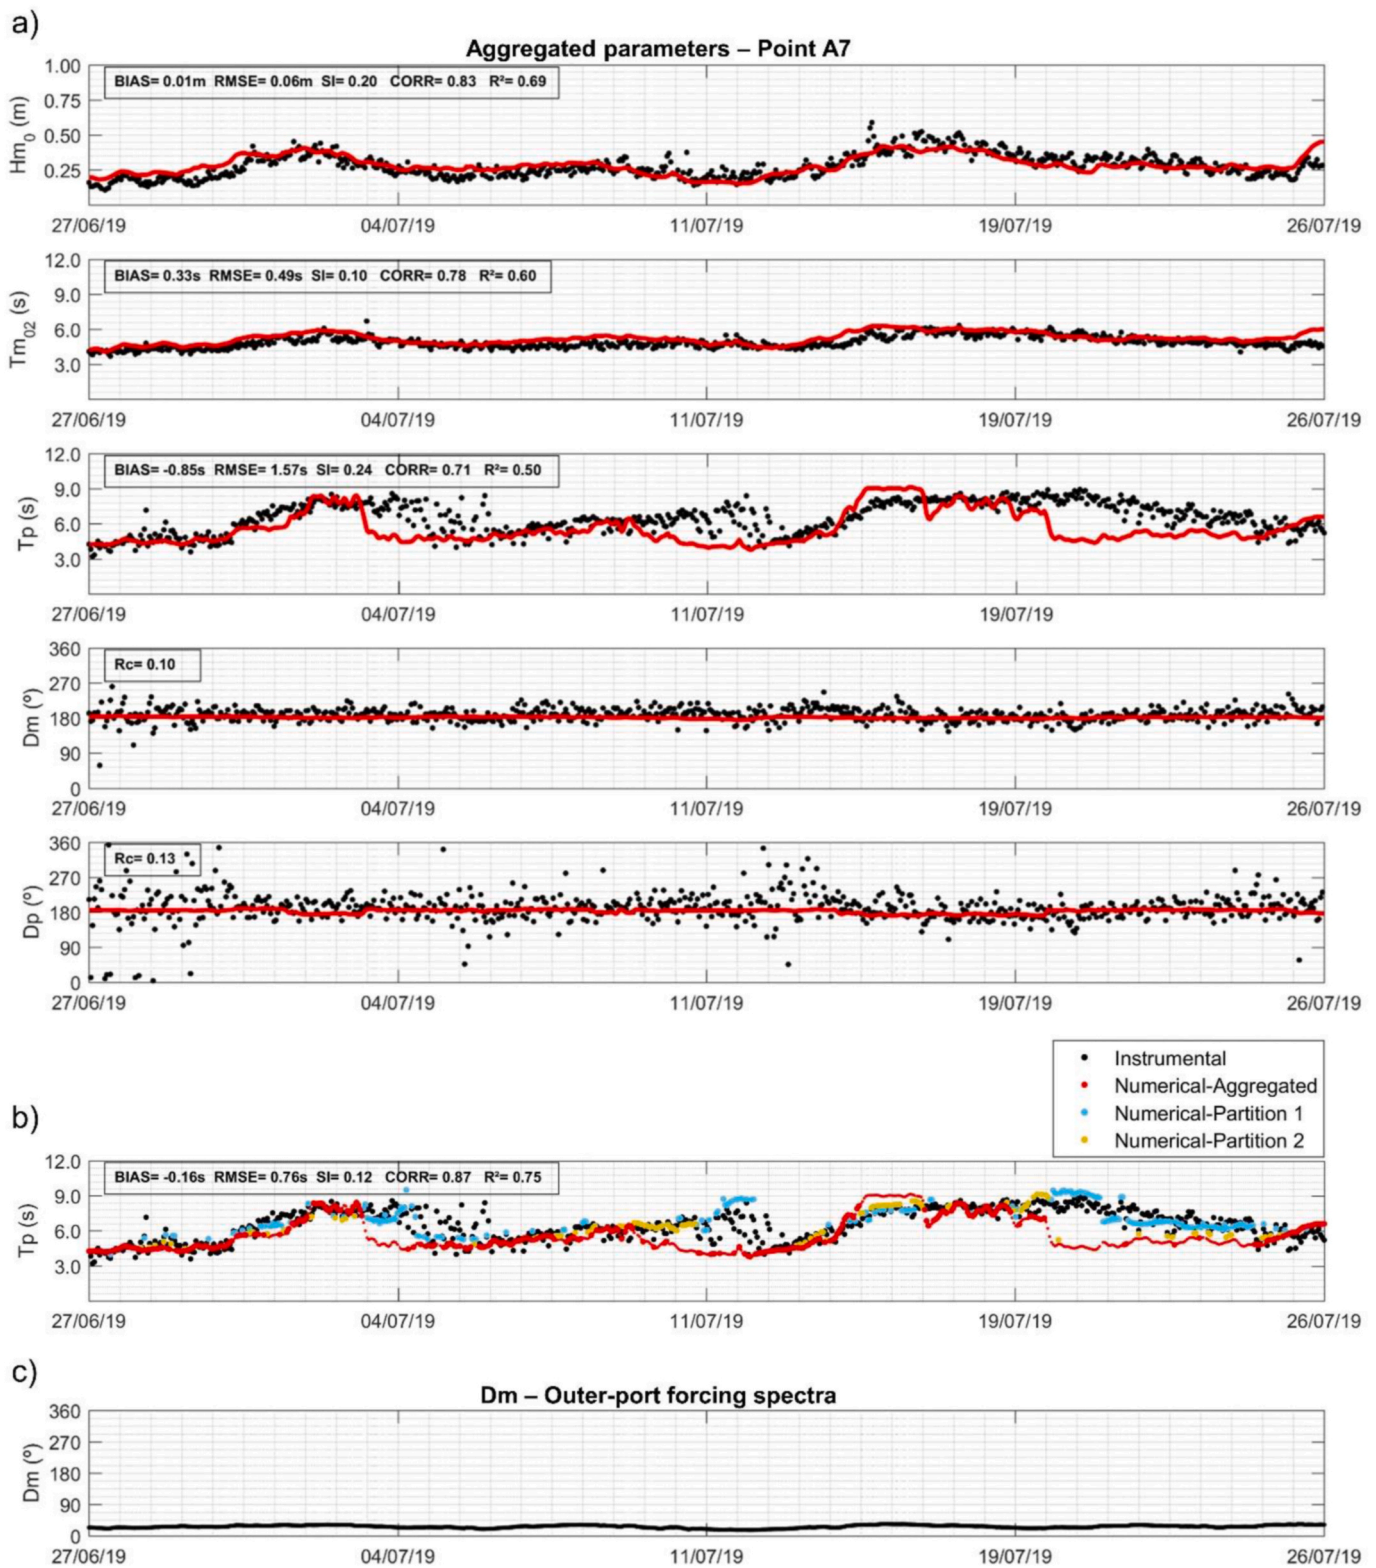 a)
Aggregated parameters – Point A7
BIAS= 0.01m RMSE= 0.06m SI= 0.20 CORR= 0.83 R²= 0.69
Hm0 (m)
1.00
0.75
0.50
0.25
27/06/19 04/07/19 11/07/19 19/07/19 26/07/19
BIAS= 0.33s RMSE= 0.49s SI= 0.10 CORR= 0.78 R²= 0.60
Tm02 (s)
12.0
9.0
6.0
3.0
27/06/19 04/07/19 11/07/19 19/07/19 26/07/19
BIAS= -0.85s RMSE= 1.57s SI= 0.24 CORR= 0.71 R²= 0.50
Tp (s)
12.0
9.0
6.0
3.0
27/06/19 04/07/19 11/07/19 19/07/19 26/07/19
Rc= 0.10
Dm (º)
360
270
180
90
0
27/06/19 04/07/19 11/07/19 19/07/19 26/07/19
Rc= 0.13
Dp (º)
360
270
180
90
0
27/06/19 04/07/19 11/07/19 19/07/19 26/07/19
Instrumental
Numerical-Aggregated
Numerical-Partition 1
Numerical-Partition 2
b)
BIAS= -0.16s RMSE= 0.76s SI= 0.12 CORR= 0.87 R²= 0.75
Tp (s)
12.0
9.0
6.0
3.0
27/06/19 04/07/19 11/07/19 19/07/19 26/07/19
c)
Dm – Outer-port forcing spectra
Dm (º)
360
270
180
90
0
27/06/19 04/07/19 11/07/19 19/07/19 26/07/19